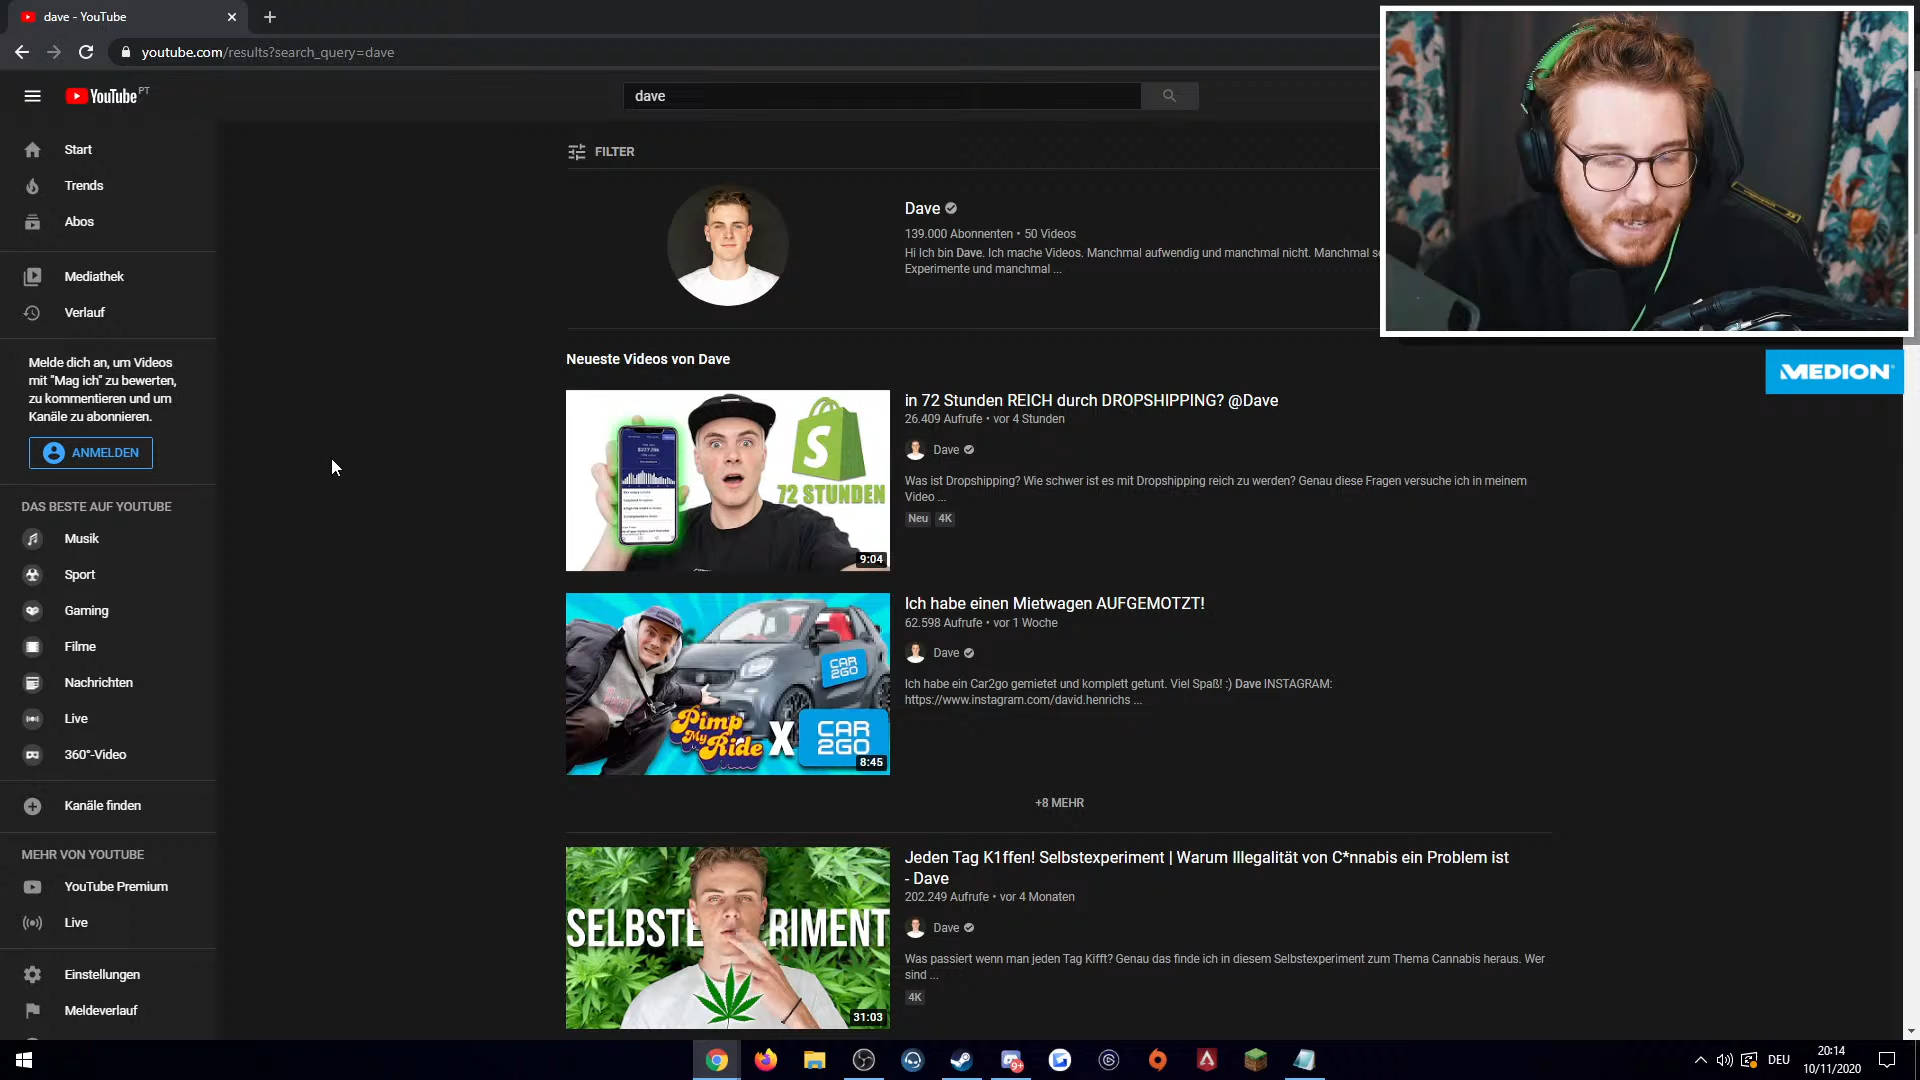 dave - YouTube
youtube.com/results?search_query=dave
YouTube PT
dave
Start
Trends
Abos
Mediathek
Verlauf
Melde dich an, um Videos
mit "Mag ich" zu bewerten,
zu kommentieren und um
Kanäle zu abonnieren.
ANMELDEN
DAS BESTE AUF YOUTUBE
Musik
Sport
Gaming
Filme
Nachrichten
Live
360°-Video
Kanäle finden
MEHR VON YOUTUBE
YouTube Premium
Live
Einstellungen
Meldeverlauf
FILTER
Dave
139.000 Abonnenten • 50 Videos
Hi Ich bin Dave. Ich mache Videos. Manchmal aufwendig und manchmal nicht. Manchmal
Experimente und manchmal ...
MEDION
Neueste Videos von Dave
S
72 STUNDEN
9:04
in 72 Stunden REICH durch DROPSHIPPING? @Dave
26.409 Aufrufe • vor 4 Stunden
Dave
Was ist Dropshipping? Wie schwer ist es mit Dropshipping reich zu werden? Genau diese Fragen versuche ich in meinem
Video ...
Neu 4K
CAR
2GO
Pimp
My
Ride X CAR
2GO
8:45
Ich habe einen Mietwagen AUFGEMOTZT!
62.598 Aufrufe • vor 1 Woche
Dave
Ich habe ein Car2go gemietet und komplett getunt. Viel Spaß! :) Dave INSTAGRAM:
https://www.instagram.com/david.henrichs ...
+8 MEHR
31:03
Jeden Tag K1ffen! Selbstexperiment | Warum Illegalität von C*nnabis ein Problem ist
- Dave
202.249 Aufrufe • vor 4 Monaten
Dave
Was passiert wenn man jeden Tag Kifft? Genau das finde ich in diesem Selbstexperiment zum Thema Cannabis heraus. Wer
sind ...
4K
9+
DEU
20:14
10/11/2020